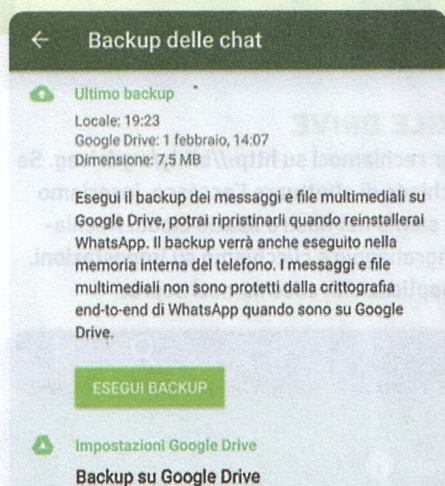 Backup delle chat
Ultimo backup
Locale: 19:23
Google Drive: 1 febbraio, 14:07
Dimensione: 7,5 MB
Esegui il backup dei messaggi e file multimediali su
Google Drive, potrai ripristinarli quando reinstallerai
WhatsApp. Il backup verrà anche eseguito nella
memoria interna del telefono. I messaggi e file
multimediali non sono protetti dalla crittografia
end-to-end di WhatsApp quando sono su Google
Drive.
ESEGUI BACKUP
Impostazioni Google Drive
Backup su Google Drive